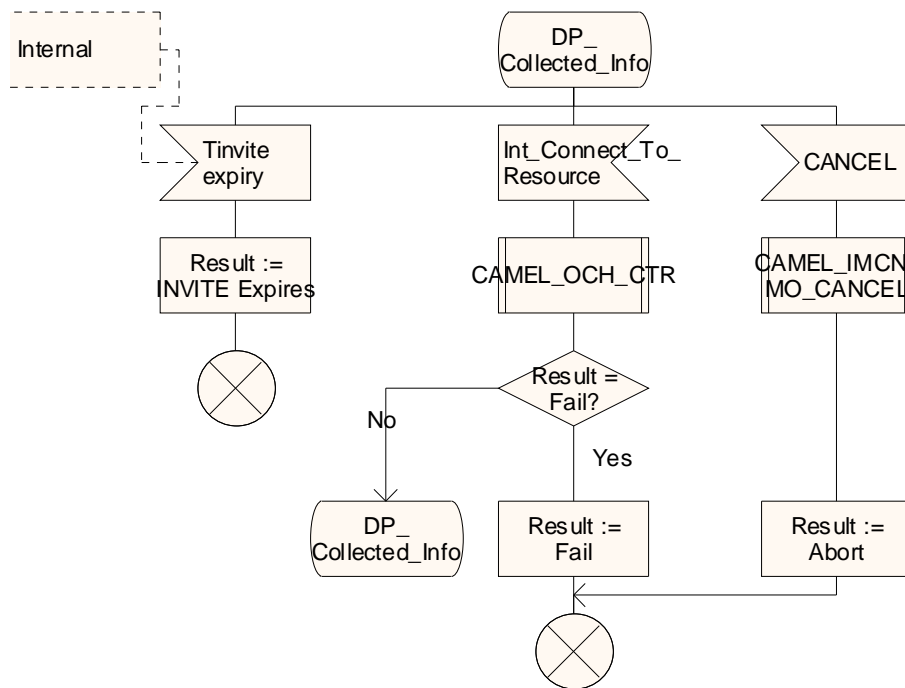 Internal
DP_
Collected_Info
Tinvite
expiry
Int_Connect_To_
Resource
CANCEL
Result :=
INVITE Expires
CAMEL_OCH_CTR
CAMEL_IMCN_
MO_CANCEL
Result =
Fail?
No
Yes
DP_
Collected_Info
Result :=
Fail
Result :=
Abort